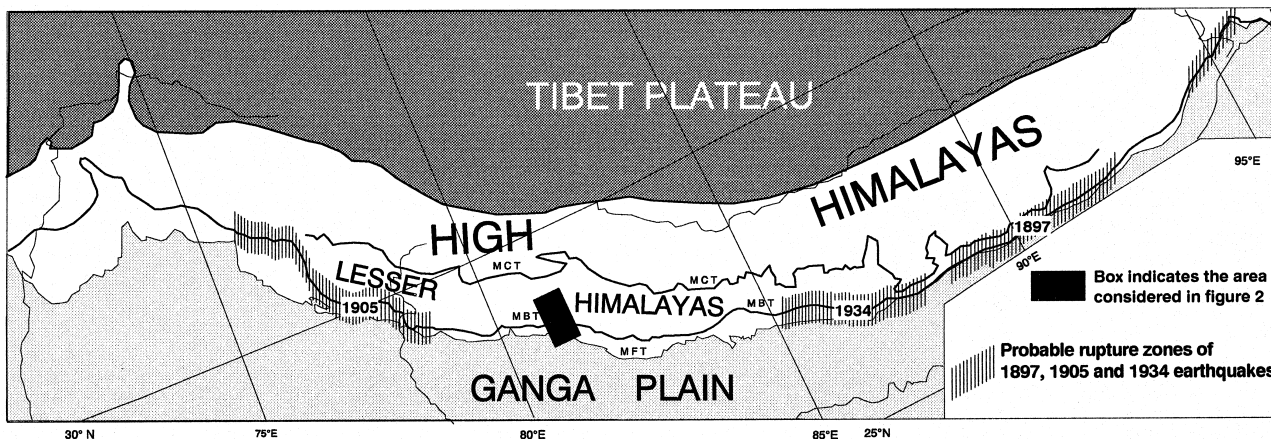 TIBET PLATEAU
HIMALAYAS
HIGH
LESSER
HIMALAYAS
MCT
MCT
MBT
MBT
MFT
1905
1934
1897
90°E
95°E
GANGA PLAIN
Box indicates the area
considered in figure 2
Probable rupture zones of
1897, 1905 and 1934 earthquakes
30° N
75°E
80°E
85°E
25°N